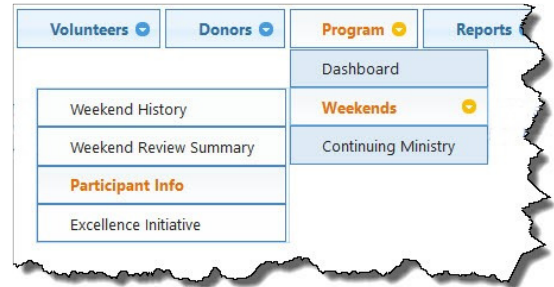 Volunteers Donors Program Reports
Dashboard
Weekends
Continuing Ministry
Weekend History
Weekend Review Summary
Participant Info
Excellence Initiative